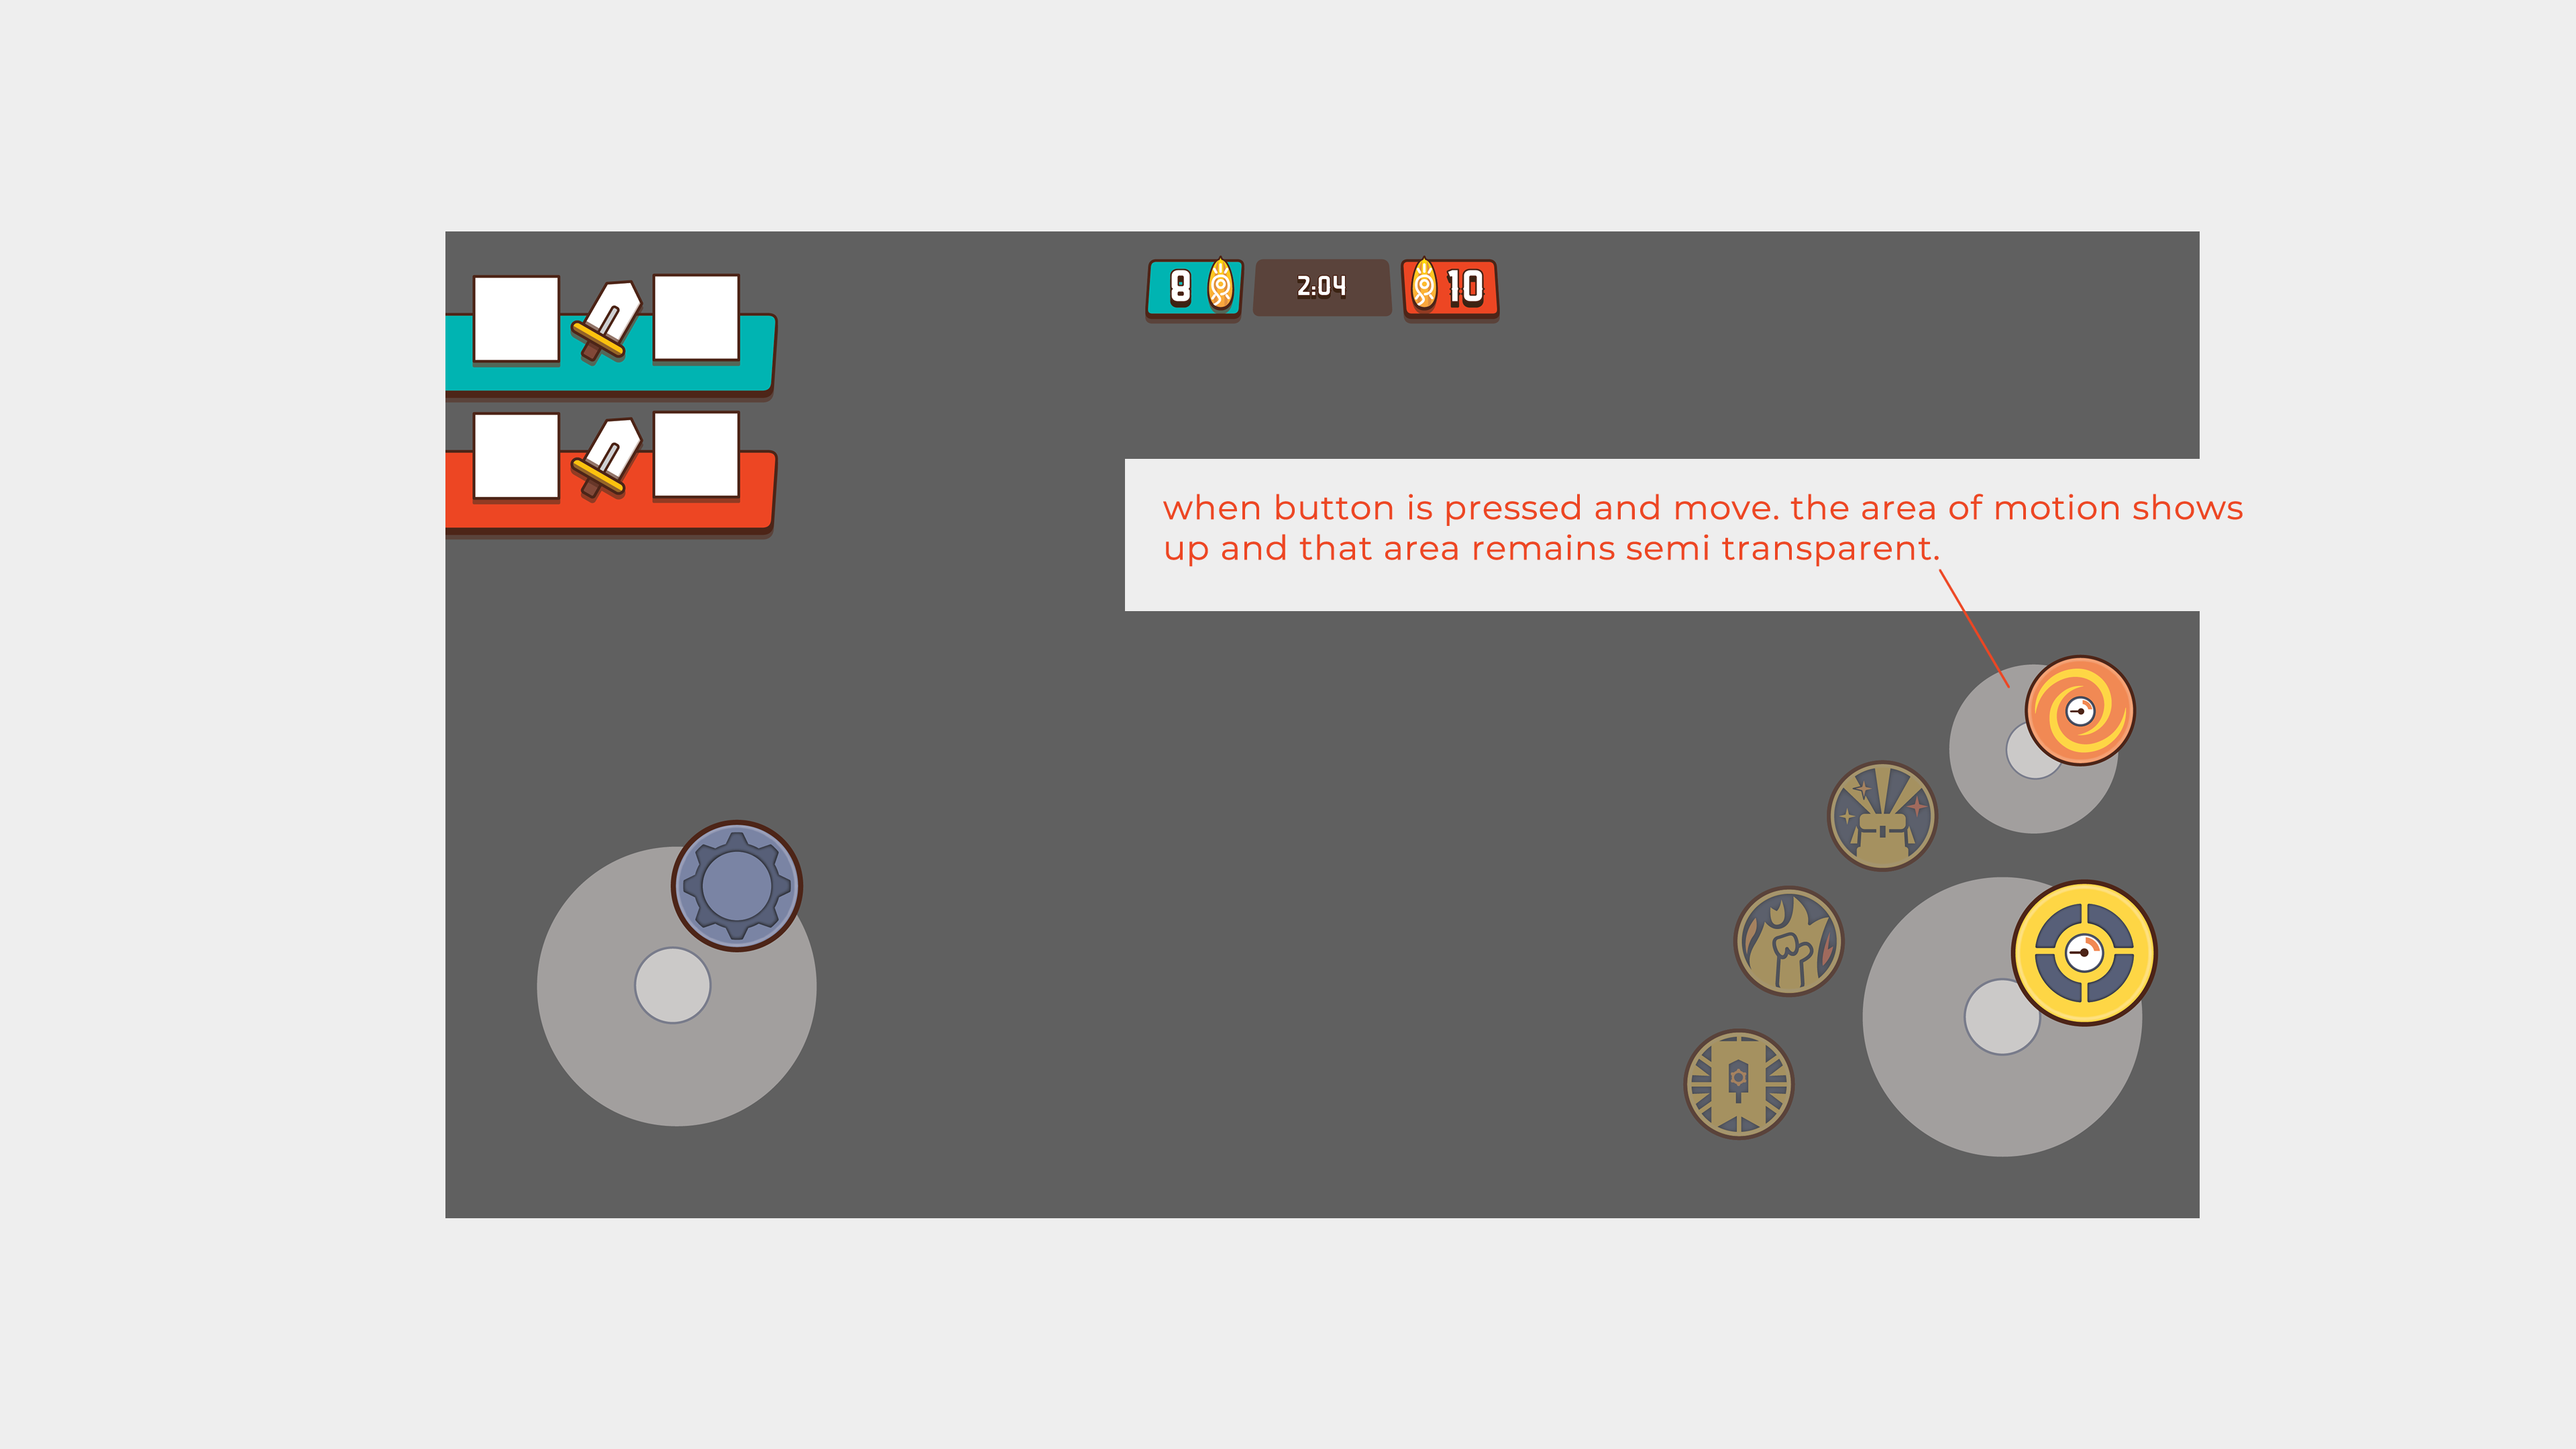 8
2:04
10
when button is pressed and move. the area of motion shows
up and that area remains semi transparent.